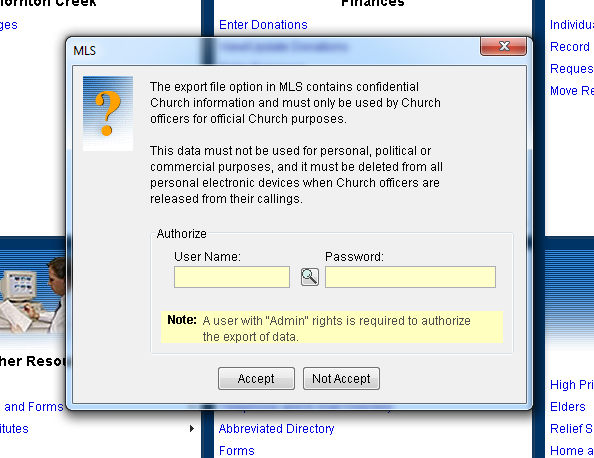 Thornton Creek
Finances
ges
Enter Donations
Individu
View/Update Donations
Record
Reques
Move Re
MLS
The export file option in MLS contains confidential
Church information and must only be used by Church
officers for official Church purposes.
This data must not be used for personal, political or
commercial purposes, and it must be deleted from all
personal electronic devices when Church officers are
released from their callings.
Authorize
User Name:
Password:
Note: A user with "Admin" rights is required to authorize
the export of data.
Accept
Not Accept
her Resou
and Forms
itutes
Abbreviated Directory
Forms
High Pri
Elders
Relief S
Home a